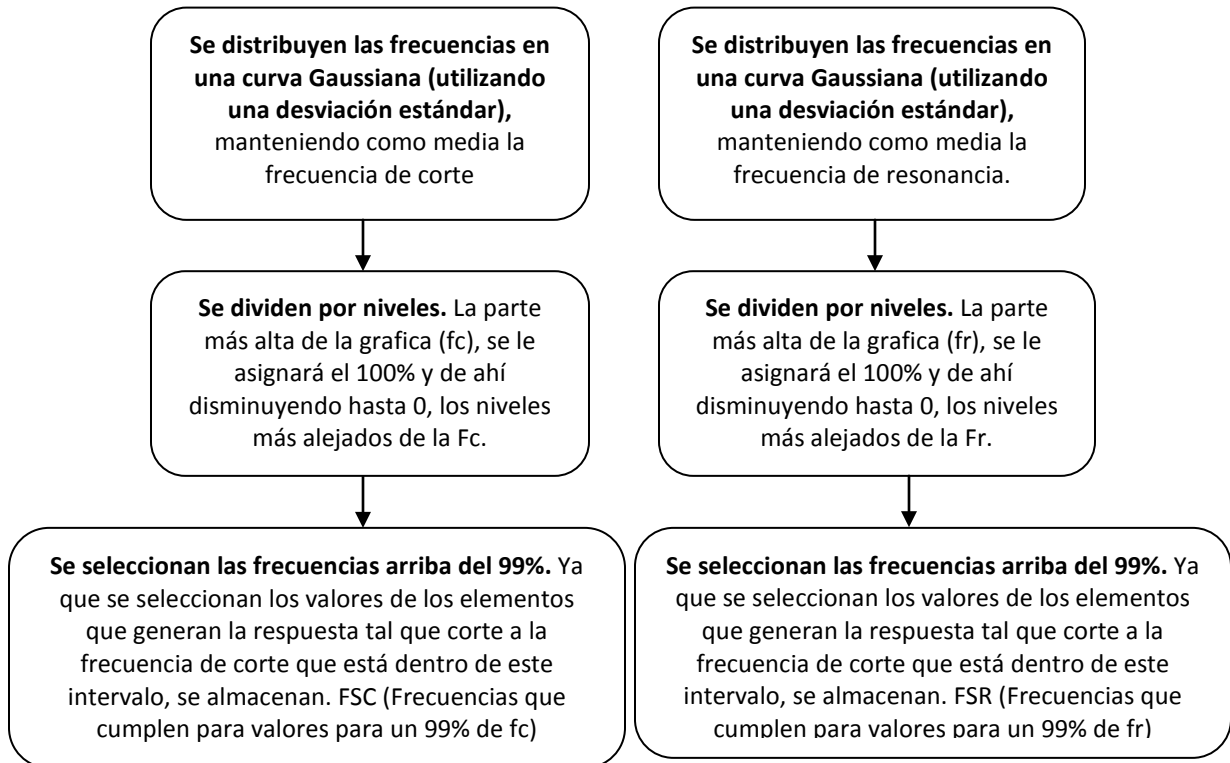 Se distribuyen las frecuencias en
una curva Gaussiana (utilizando
una desviación estándar),
manteniendo como media la
frecuencia de corte
Se dividen por niveles. La parte
más alta de la grafica (fc), se le
asignará el 100% y de ahí
disminuyendo hasta 0, los niveles
más alejados de la Fc.
Se seleccionan las frecuencias arriba del 99%. Ya
que se seleccionan los valores de los elementos
que generan la respuesta tal que corte a la
frecuencia de corte que está dentro de este
intervalo, se almacenan. FSC (Frecuencias que
cumplen para valores para un 99% de fc)
Se distribuyen las frecuencias en
una curva Gaussiana (utilizando
una desviación estándar),
manteniendo como media la
frecuencia de resonancia.
Se dividen por niveles. La parte
más alta de la grafica (fr), se le
asignará el 100% y de ahí
disminuyendo hasta 0, los niveles
más alejados de la Fr.
Se seleccionan las frecuencias arriba del 99%. Ya
que se seleccionan los valores de los elementos
que generan la respuesta tal que corte a la
frecuencia de corte que está dentro de este
intervalo, se almacenan. FSR (Frecuencias que
cumplen para valores para un 99% de fr)